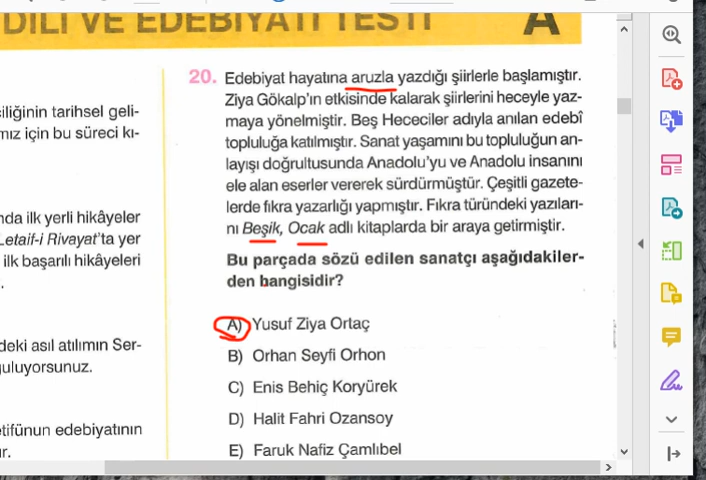 DİLİ VE EDEBİYATI TESTİ
A
iliğinin tarihsel geli-
mız için bu süreci kı-
nda ilk yerli hikâyeler
Letaif-i Rivayat'ta yer
ilk başarılı hikâyeleri
.
deki asıl atılımın Ser-
ğuluyorsunuz.
etifünun edebiyatının
ır.
20. Edebiyat hayatına aruzla yazdığı şiirlerle başlamıştır.
Ziya Gökalp'ın etkisinde kalarak şiirlerini heceyle yaz-
maya yönelmiştir. Beş Hececiler adıyla anılan edebî
topluluğa katılmıştır. Sanat yaşamını bu topluluğun an-
layışı doğrultusunda Anadolu'yu ve Anadolu insanını
ele alan eserler vererek sürdürmüştür. Çeşitli gazete-
lerde fıkra yazarlığı yapmıştır. Fıkra türündeki yazıları-
nı Beşik, Ocak adlı kitaplarda bir araya getirmiştir.
Bu parçada sözü edilen sanatçı aşağıdakiler-
den hangisidir?
A) Yusuf Ziya Ortaç
B) Orhan Seyfi Orhon
C) Enis Behiç Koryürek
D) Halit Fahri Ozansoy
E) Faruk Nafiz Çamlıbel